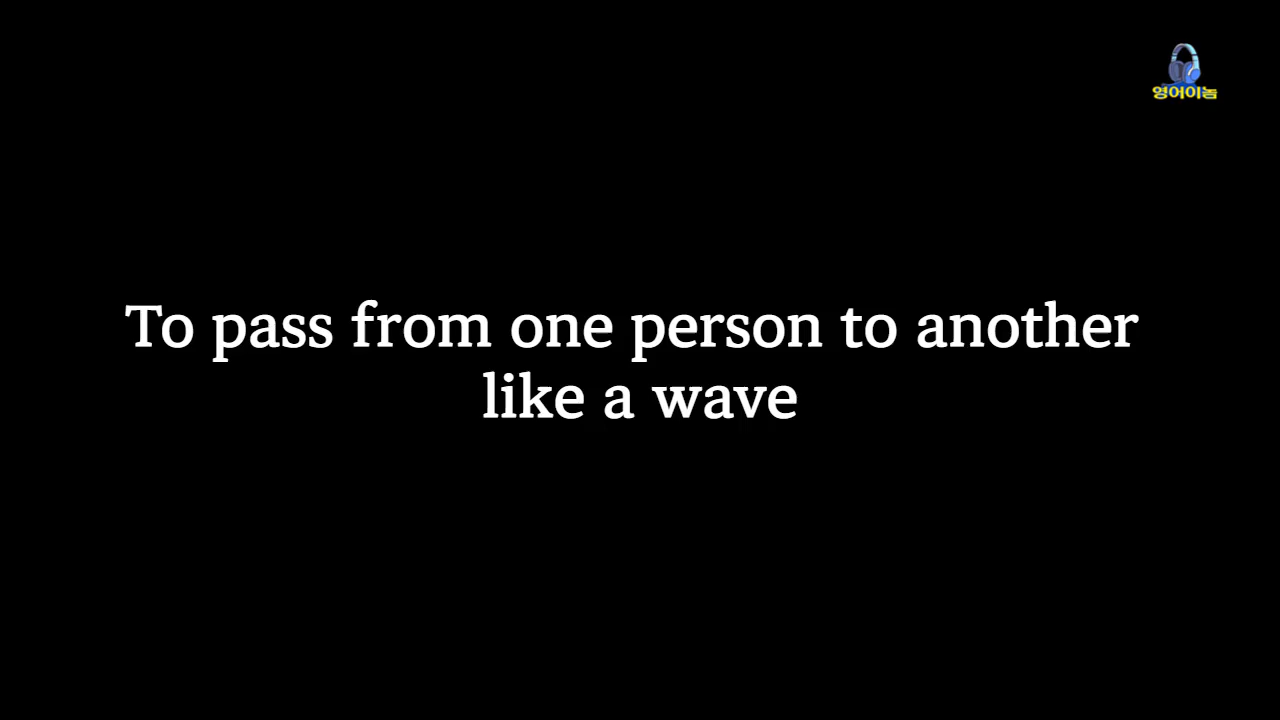 영어이놈
To pass from one person to another
like a wave